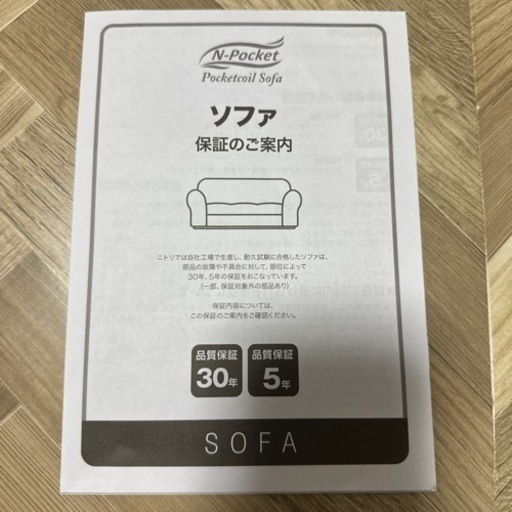 N-Pocket
Pocketcoil Sofa
ソファ
保証のご案内
ニトリでは自社工場で生産し、耐久試験に合格したソファは、
部品の故障や不具合に対して、部位によって
30年、5年の保証をおこなっています。
(一部、保証対象外の部品あり)
保証内容については、
この保証のご案内をご確認ください。
品質保証 品質保証
30年 5年
SOFA